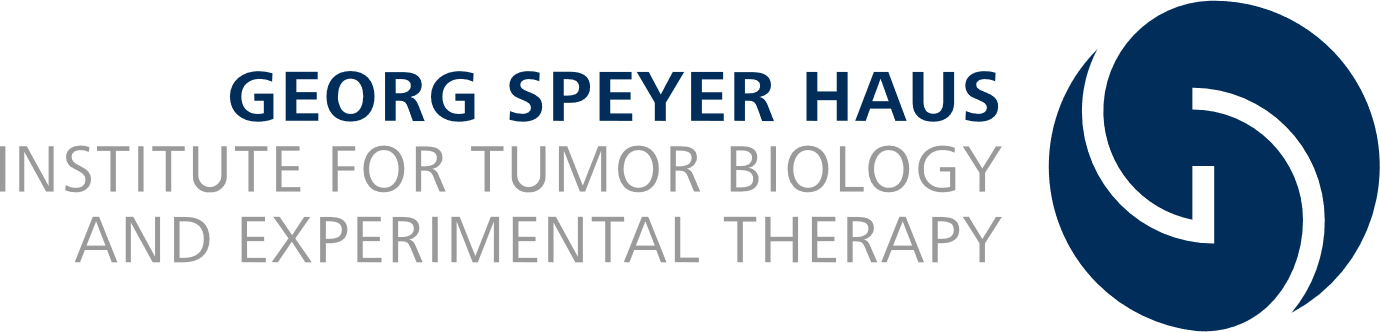 GEORG SPEYER HAUS
INSTITUTE FOR TUMOR BIOLOGY
AND EXPERIMENTAL THERAPY